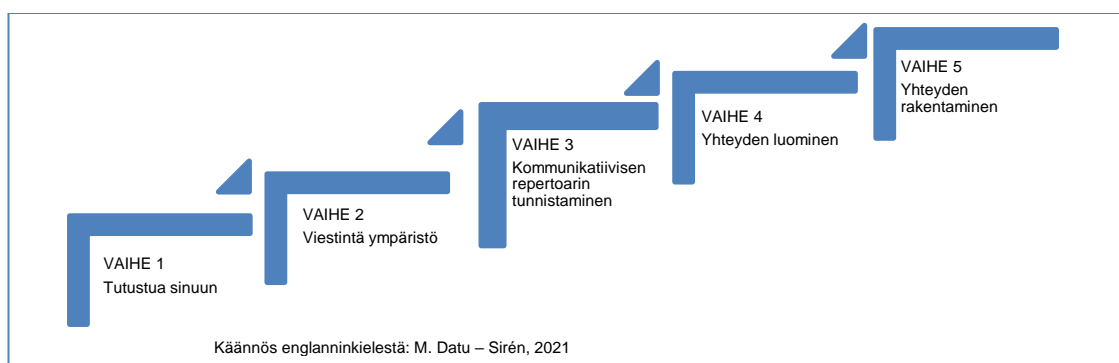 VAIHE 1
Tutustua sinuun
VAIHE 2
Viestintä ympäristö
VAIHE 3
Kommunikatiivisen
repertoarin
tunnistaminen
VAIHE 4
Yhteyden luominen
VAIHE 5
Yhteyden
rakentaminen
Käännös englanninkielestä: M. Datu – Sirén, 2021